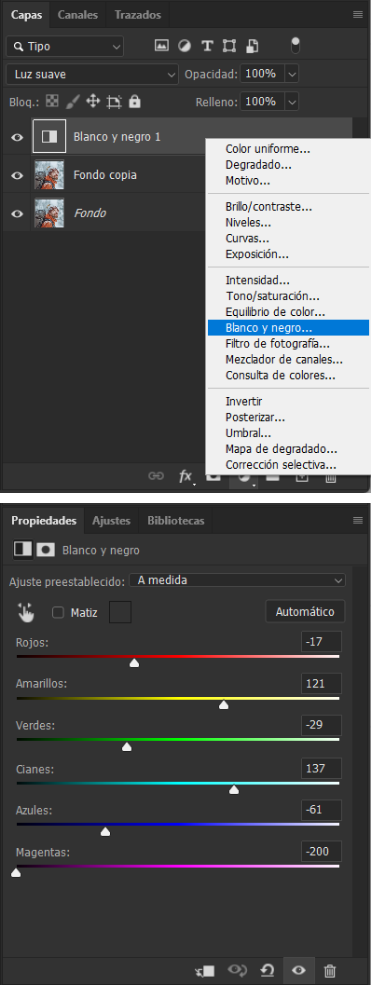 Capas Canales Trazados
Tipo
Luz suave Opacidad: 100%
Bloq.: Relleno: 100%
Blanco y negro 1
Fondo copia
Fondo
Color uniforme...
Degradado...
Motivo...
Brillo/contraste...
Niveles...
Curvas...
Exposición...
Intensidad...
Tono/saturación...
Equilibrio de color...
Blanco y negro...
Filtro de fotografía...
Mezclador de canales...
Consulta de colores...
Invertir
Posterizar...
Umbral...
Mapa de degradado...
Corrección selectiva...
fx
Propiedades Ajustes Bibliotecas
Blanco y negro
Ajuste preestablecido: A medida
Matiz Automático
Rojos: -17
Amarillos: 121
Verdes: -29
Cianes: 137
Azules: -61
Magentas: -200